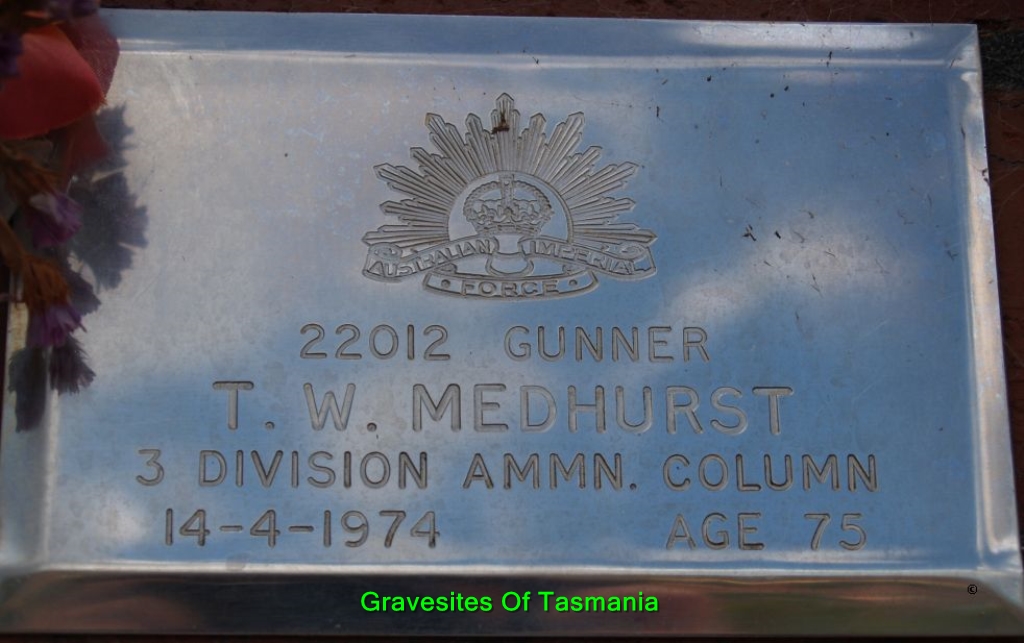 AUSTRALIAN IMPERIAL
FORCE
22012 GUNNER
T. W. MEDHURST
3 DIVISION AMMN. COLUMN
14-4-1974 AGE 75
Gravesites Of Tasmania
©